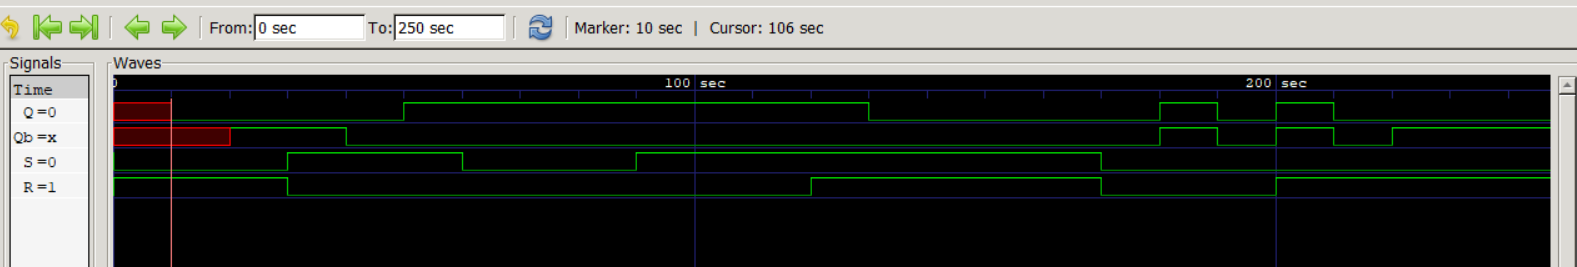 From: 0 sec To: 250 sec Marker: 10 sec | Cursor: 106 sec
Signals Waves
Time 0 100 sec 200 sec
Q=0
Qb=x
S=0
R=1